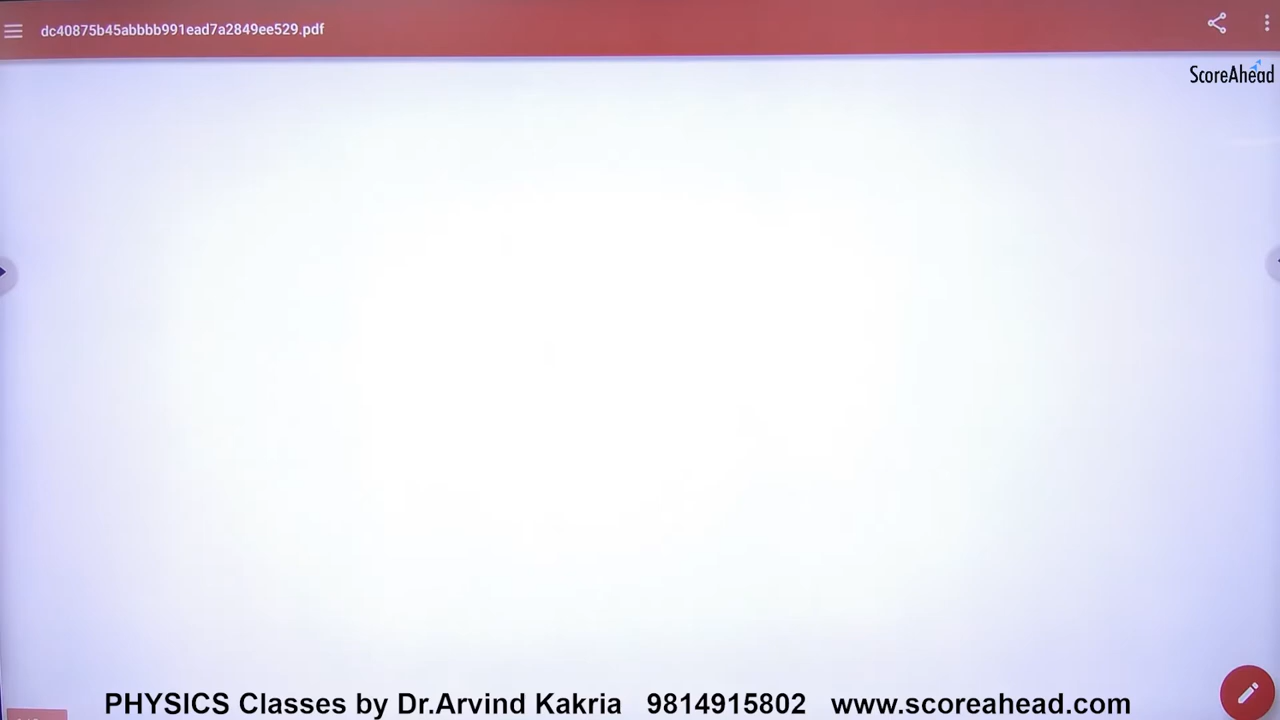 dc40875b45abbbb991ead7a2849ee529.pdf
ScoreAhead
PHYSICS Classes by Dr.Arvind Kakria 9814915802 www.scoreahead.com